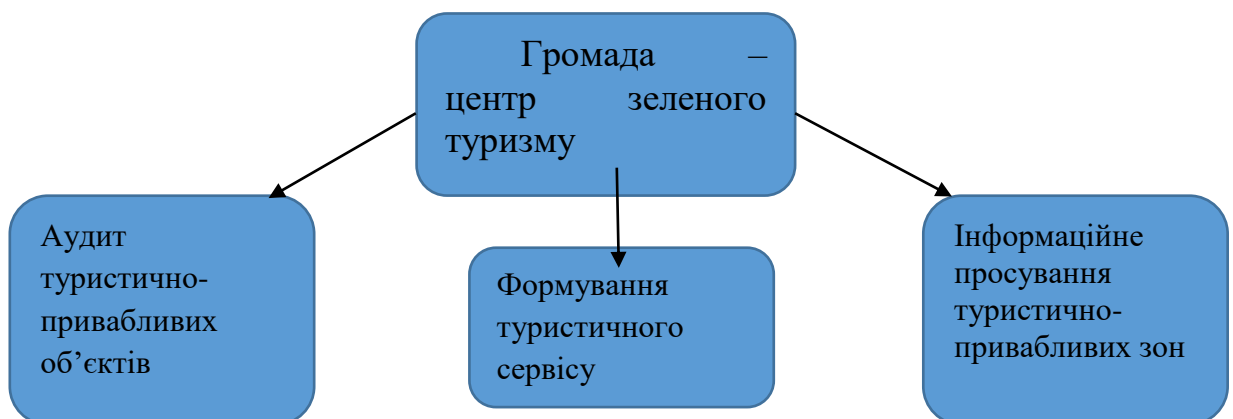 Громада –
центр зеленого
туризму
Аудит
туристично-
привабливих
об’єктів
Формування
туристичного
сервісу
Інформаційне
просування
туристично-
привабливих зон